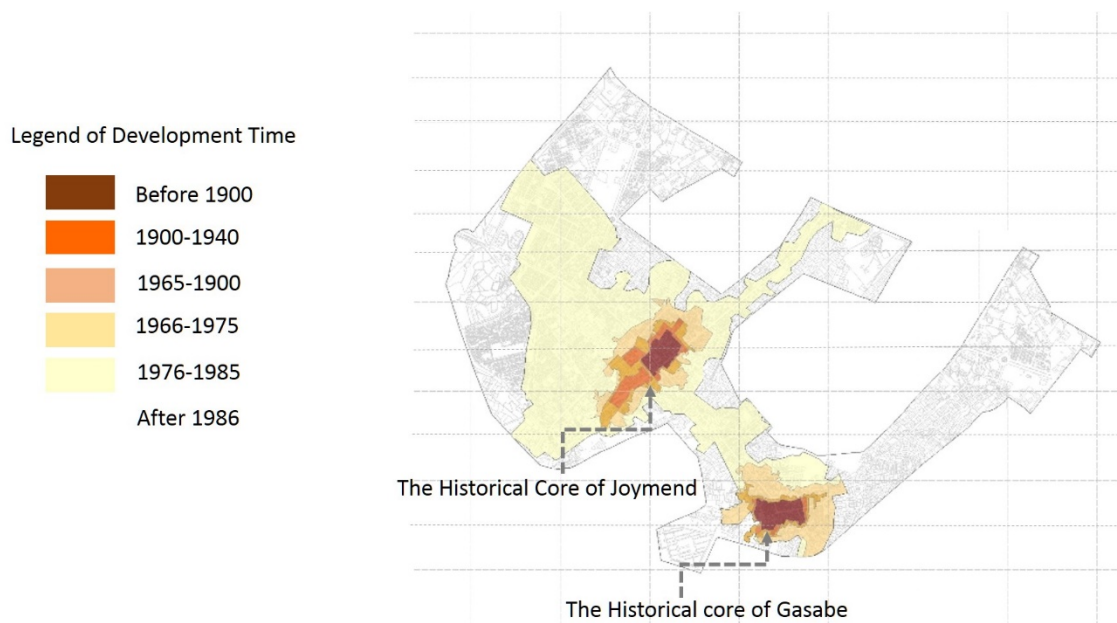 Legend of Development Time
Before 1900
1900-1940
1965-1900
1966-1975
1976-1985
After 1986
The Historical Core of Joymend
The Historical core of Gasabe